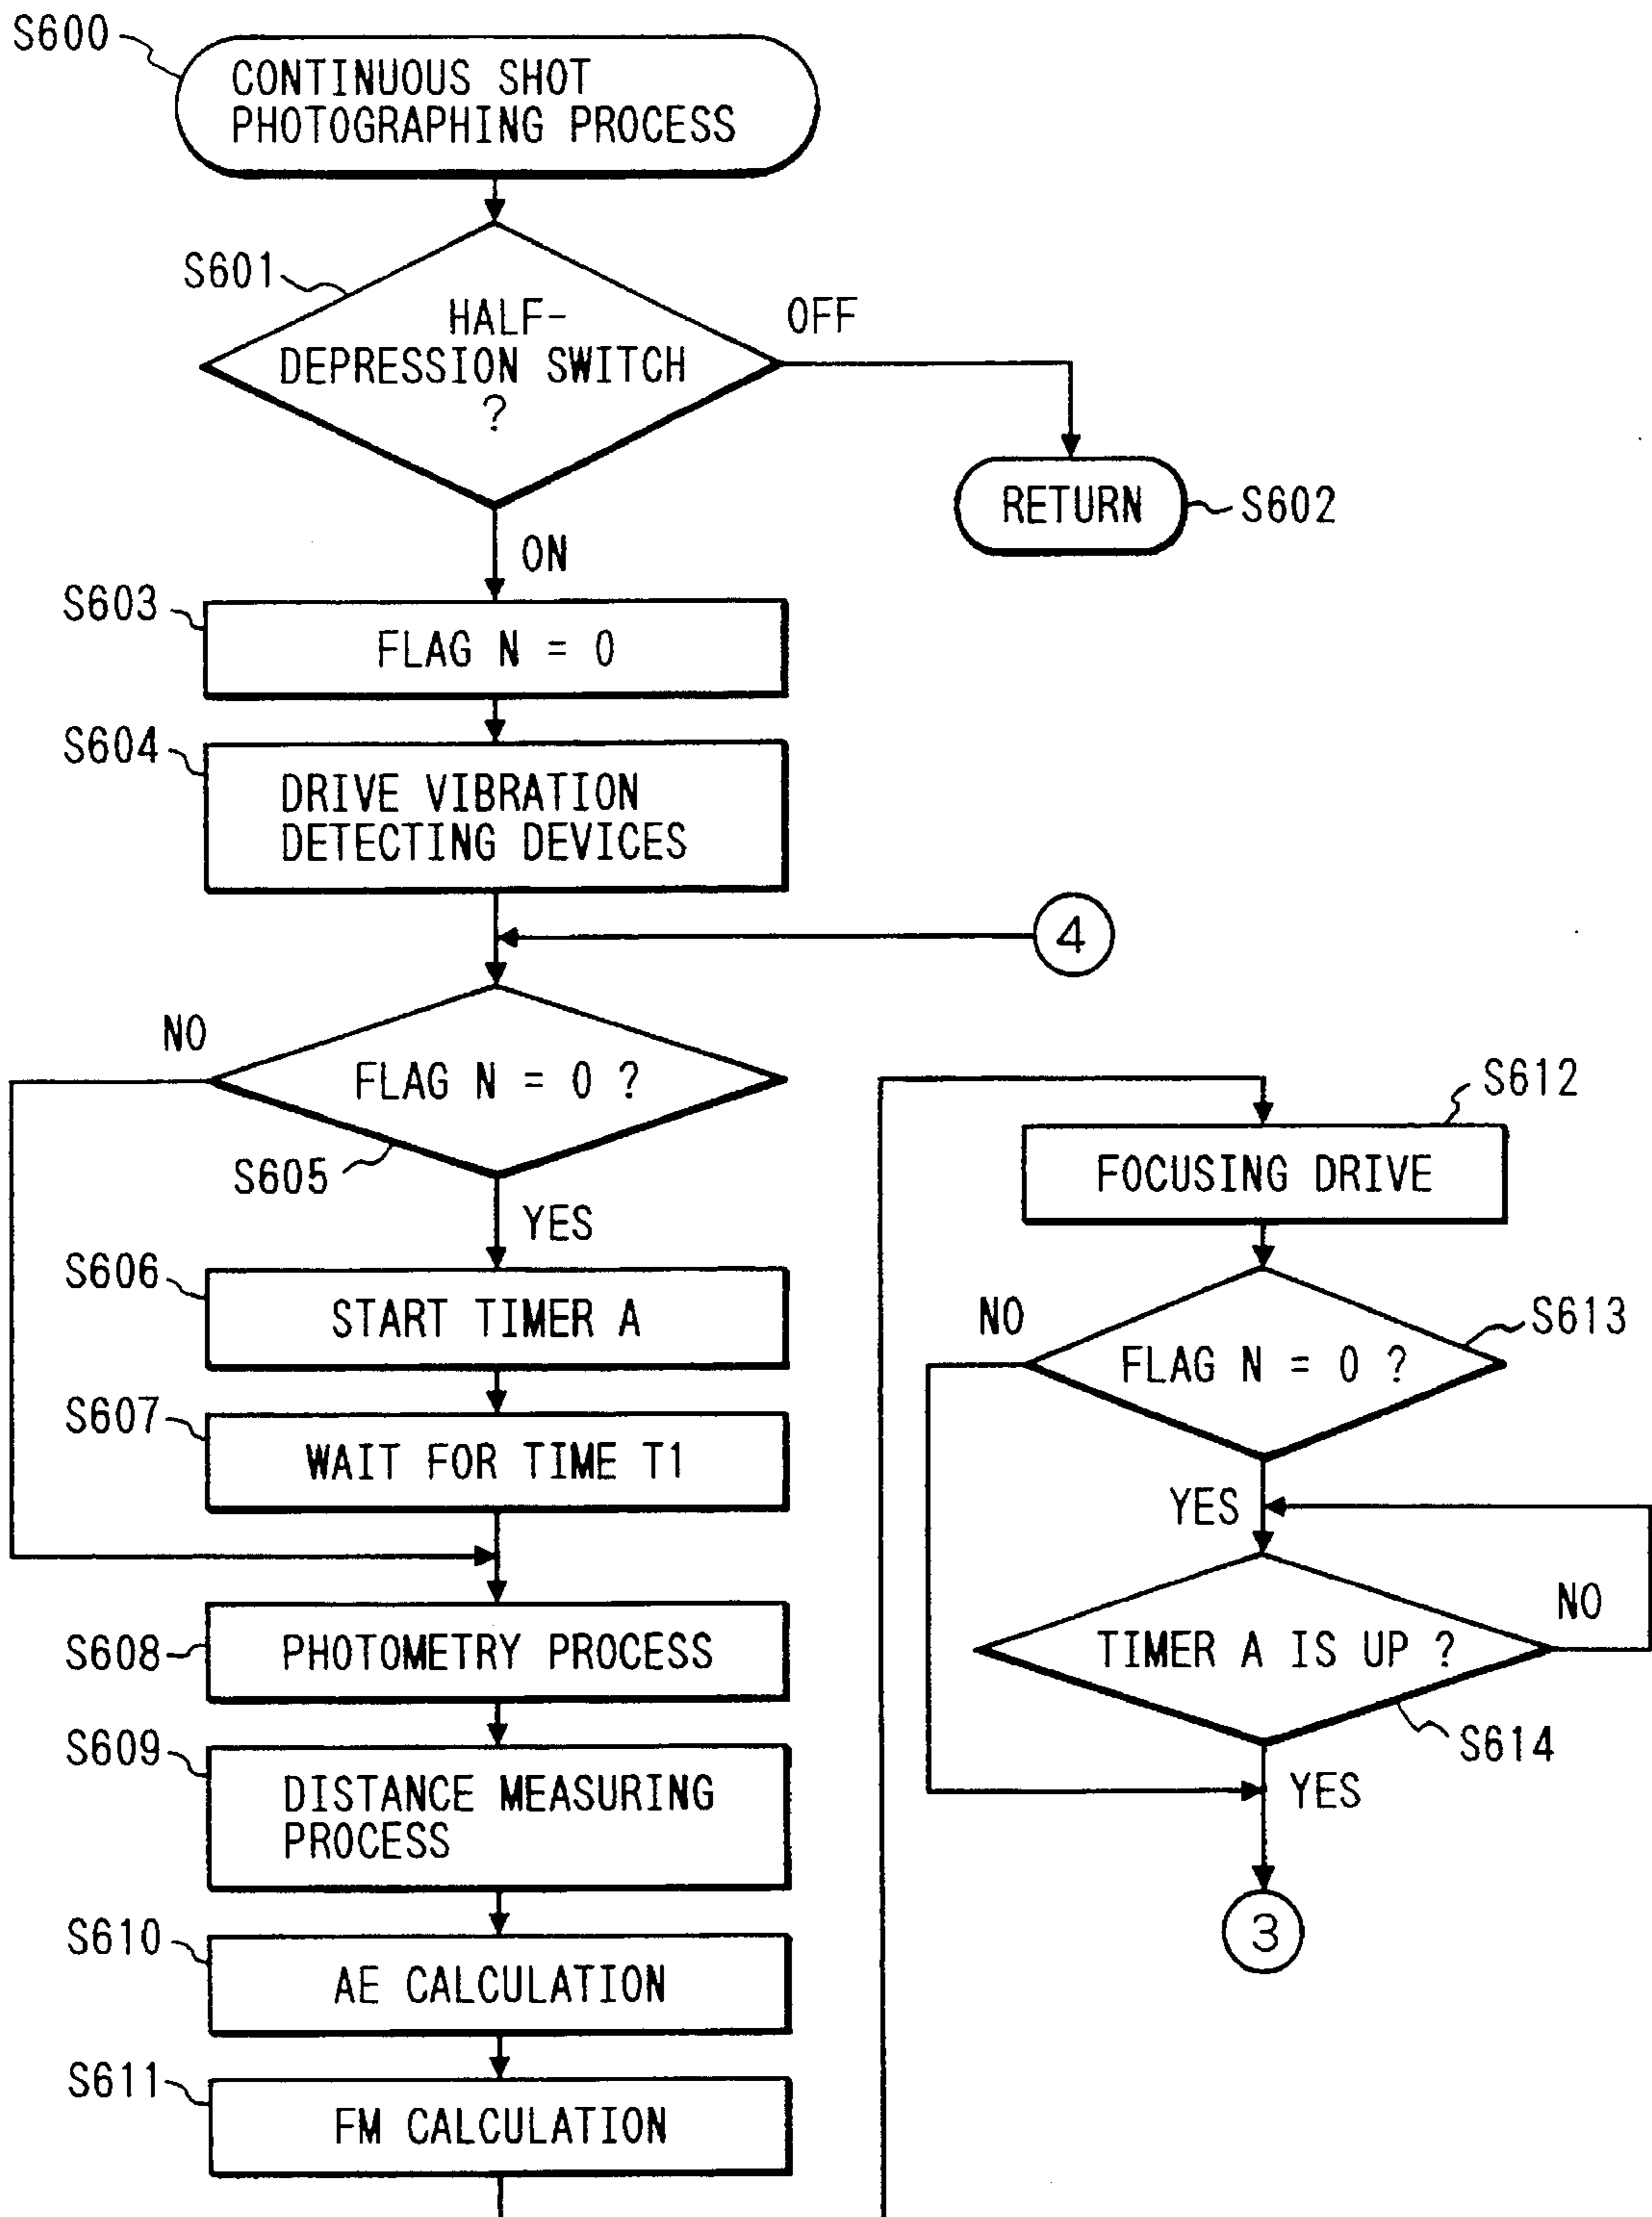 S600
CONTINUOUS SHOT
PHOTOGRAPHING PROCESS
S601
HALF-
DEPRESSION SWITCH
?
OFF
RETURN
S602
ON
S603
FLAG N = 0
S604
DRIVE VIBRATION
DETECTING DEVICES
4
NO
FLAG N = 0 ?
S605
YES
S606
START TIMER A
S607
WAIT FOR TIME T1
S608
PHOTOMETRY PROCESS
S609
DISTANCE MEASURING
PROCESS
S610
AE CALCULATION
S611
FM CALCULATION
S612
FOCUSING DRIVE
NO
S613
FLAG N = 0 ?
YES
NO
TIMER A IS UP ?
S614
YES
3